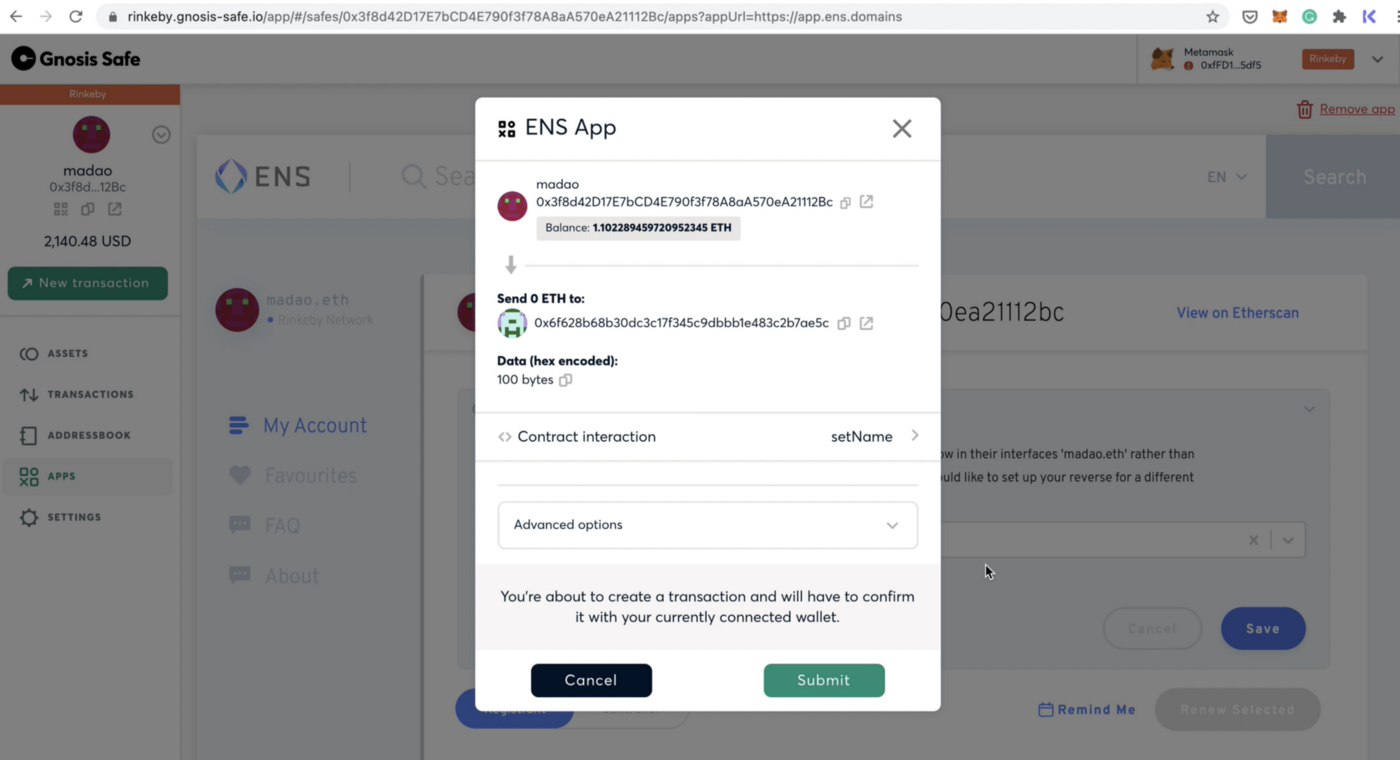 rinkeby.gnosis-safe.io/app/#/safes/0x3f8d42D17E7bCD4E790f3f78A8aA570eA21112Bc/apps?appUrl=https://app.ens.domains
Gnosis Safe
Metamask
0xfFD1...5df5
Rinkeby
Rinkeby
Remove app
madao
0x3f8d...12Bc
2,140.48 USD
New transaction
ASSETS
TRANSACTIONS
ADDRESSBOOK
APPS
SETTINGS
ENS
Sea
EN
Search
madao.eth
Rinkeby Network
My Account
Favourites
FAQ
About
0ea21112bc
View on Etherscan
ow in their interfaces 'madao.eth' rather than
uld like to set up your reverse for a different
Cancel
Save
Remind Me
Renew Selected
ENS App
madao
0x3f8d42D17E7bCD4E790f3f78A8aA570eA21112Bc
Balance: 1.102289459720952345 ETH
Send 0 ETH to:
0x6f628b68b30dc3c17f345c9dbbb1e483c2b7ae5c
Data (hex encoded):
100 bytes
Contract interaction
setName
Advanced options
You're about to create a transaction and will have to confirm
it with your currently connected wallet.
Cancel
Submit